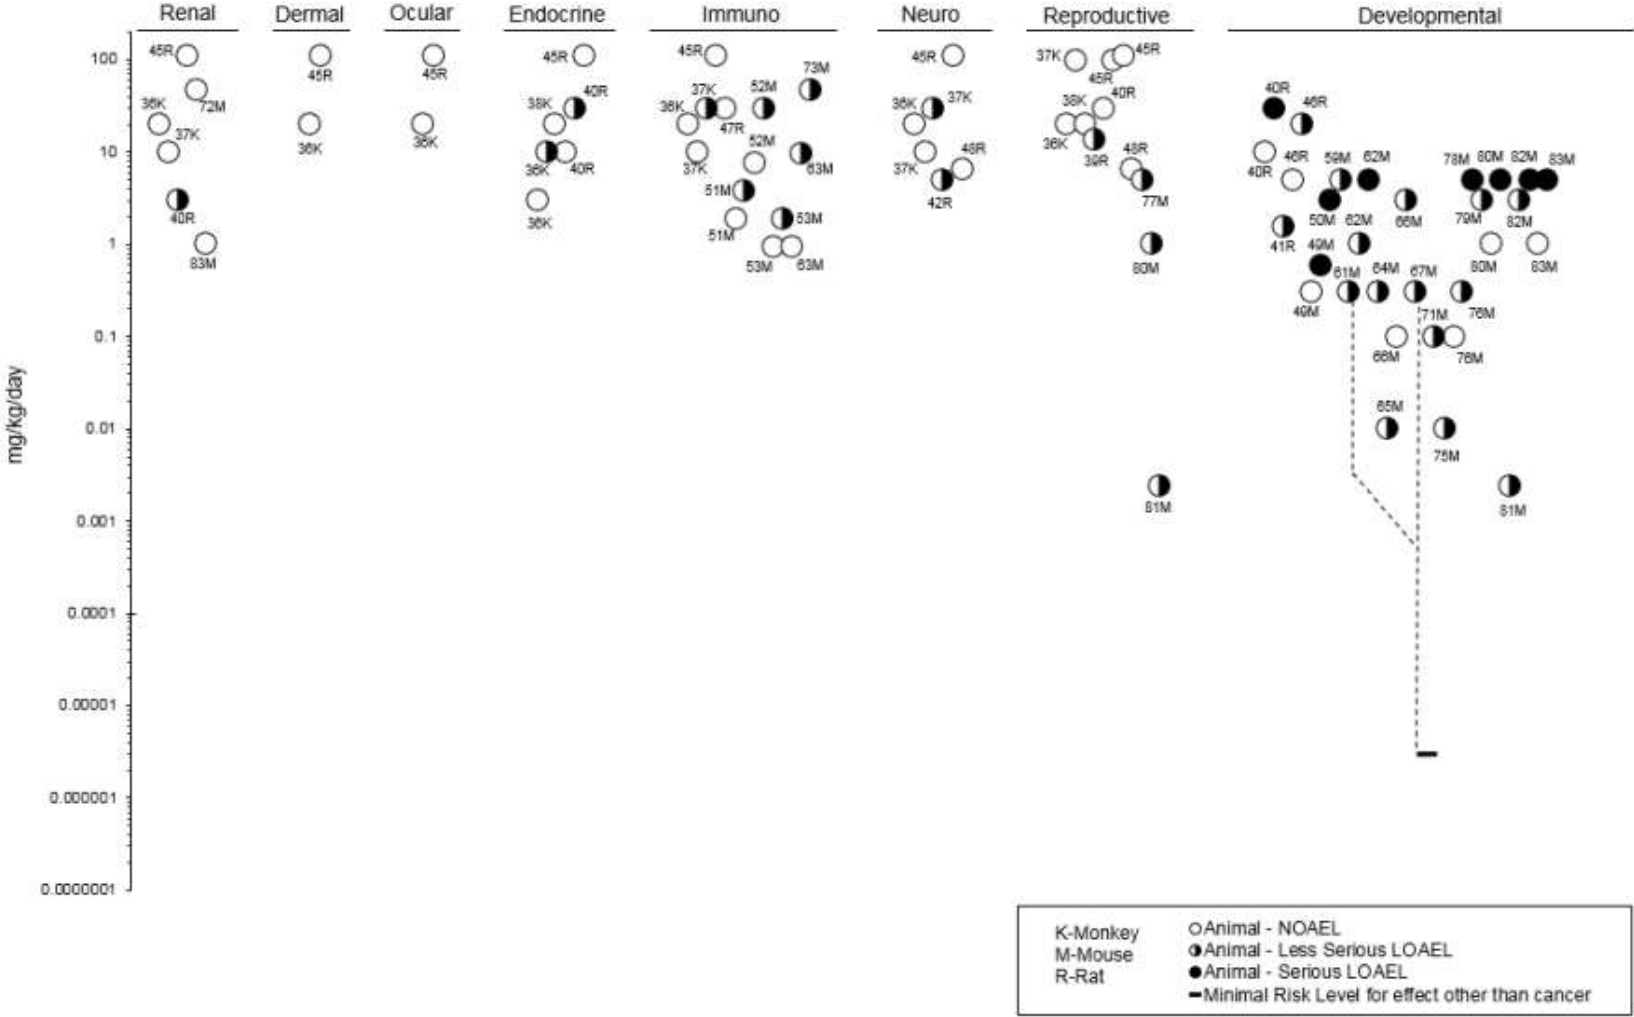 Renal Dermal Ocular Endocrine Immuno Neuro Reproductive Developmental
mg/kg/day
100
10
1
0.1
0.01
0.001
0.0001
0.00001
0.000001
0.0000001
45R
72M
36K
37K
40R
83M
45R
36K
45R
36K
45R
40R
38K
36K
40R
36K
45R
73M
37K
52M
36K
47R
52M
37K
63M
51M
53M
51M
53M
63M
45R
36K
37K
37K
48R
42R
37K
45R
45R
38K
40R
36K
39R
48R
77M
80M
81M
40R
46R
40R
46R
59M
62M
78M
80M
82M
83M
50M
62M
66M
79M
82M
41R
49M
80M
83M
61M
64M
67M
49M
71M
76M
66M
76M
65M
75M
81M
K-Monkey
M-Mouse
R-Rat
Animal - NOAEL
Animal - Less Serious LOAEL
Animal - Serious LOAEL
Minimal Risk Level for effect other than cancer